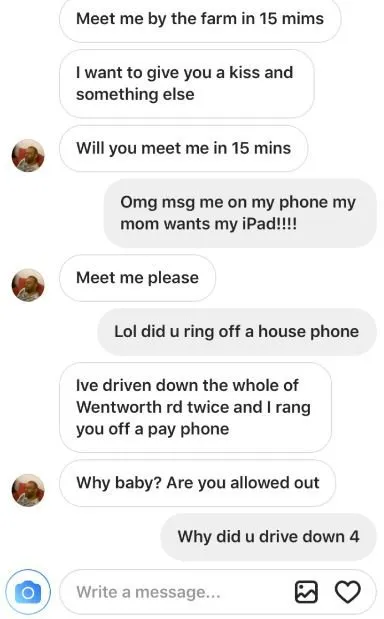 Meet me by the farm in 15 mims
I want to give you a kiss and
something else
Will you meet me in 15 mins
Omg msg me on my phone my
mom wants my iPad!!!!
Meet me please
Lol did u ring off a house phone
Ive driven down the whole of
Wentworth rd twice and I rang
you off a pay phone
Why baby? Are you allowed out
Why did u drive down 4
Write a message...